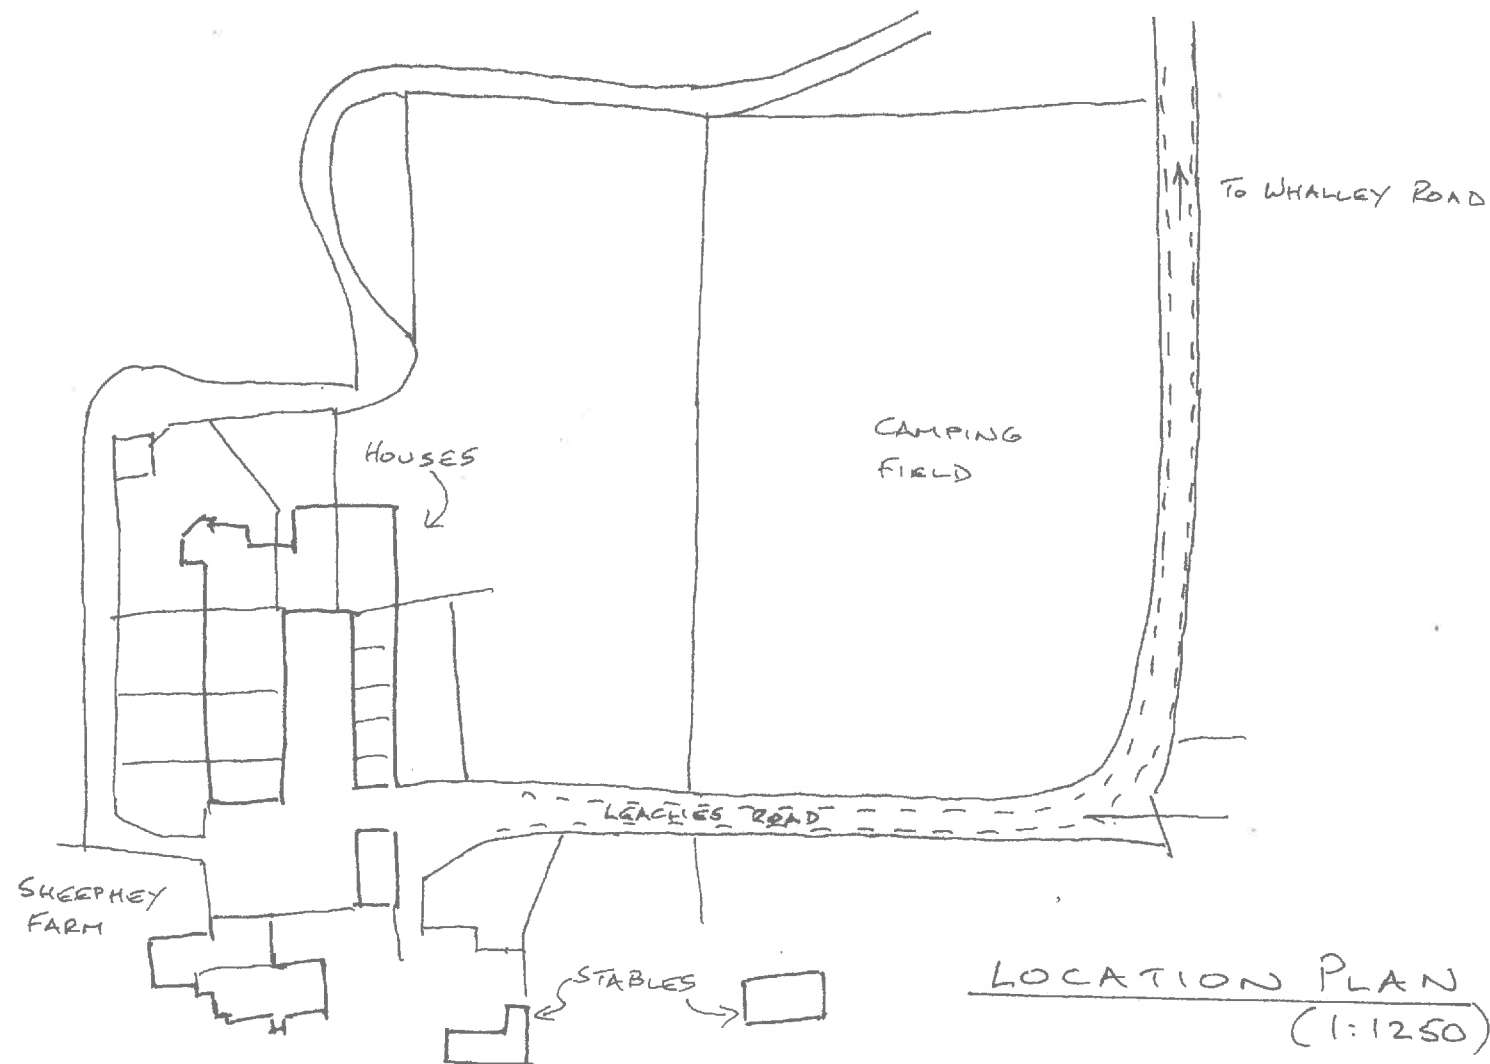 To WHALLEY ROAD
CAMPING
FIELD
HOUSES
LEACHES ROAD
SHEEPHEY
FARM
STABLES
LOCATION PLAN
(1:1250)